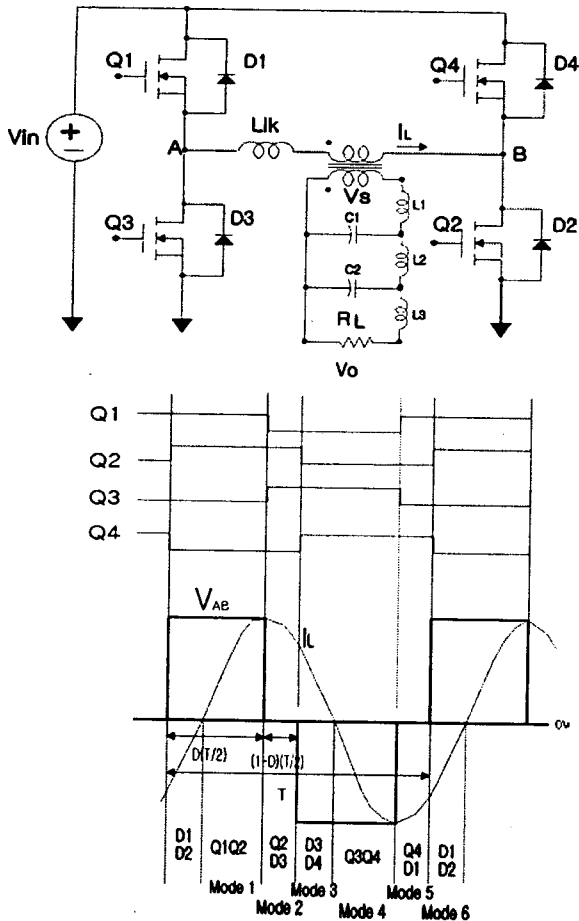 Q1 D1 Q4 D4
Vin A Llk IL B
Vs
Q3 D3 C1 L1 Q2 D2
C2 L2
RL L3
Vo
Q1
Q2
Q3
Q4
VAB
IL
0V
D(T/2) (1-D)(T/2)
T
D1 D2 Q1Q2 Q2 D3 D3 D4 Q3Q4 Q4 D1 D1 D2
Mode 1 Mode 3 Mode 5
Mode 2 Mode 4 Mode 6